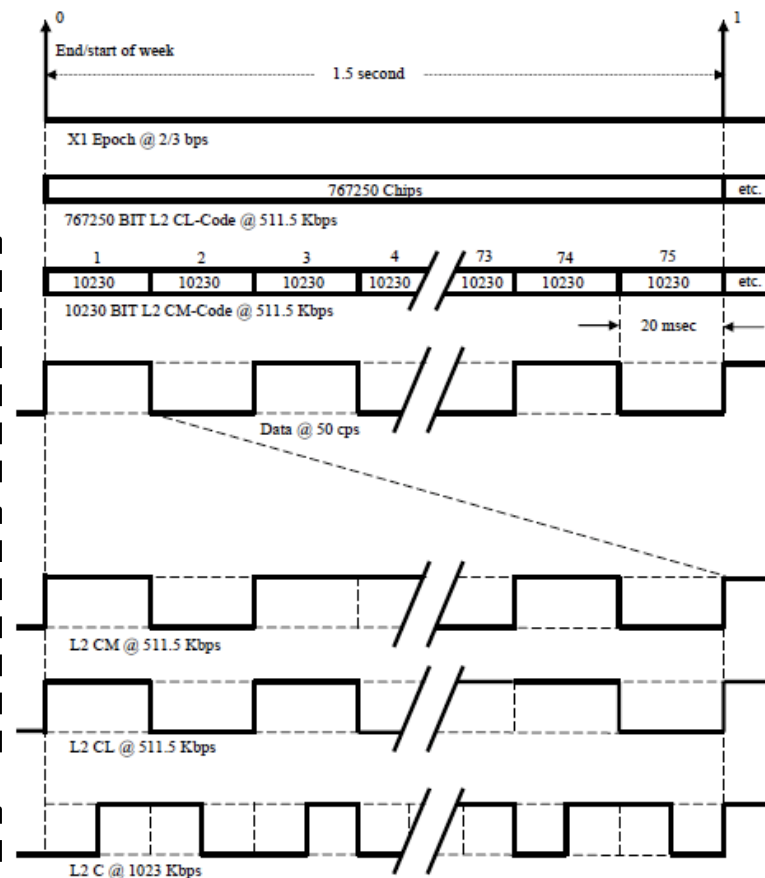 0 1
End/start of week
1.5 second
X1 Epoch @ 2/3 bps
767250 Chips etc.
767250 BIT L2 CL-Code @ 511.5 Kbps
1 2 3 4 73 74 75
10230 10230 10230 10230 10230 10230 10230 etc.
10230 BIT L2 CM-Code @ 511.5 Kbps
20 msec
Data @ 50 cps
L2 CM @ 511.5 Kbps
L2 CL @ 511.5 Kbps
L2 C @ 1023 Kbps